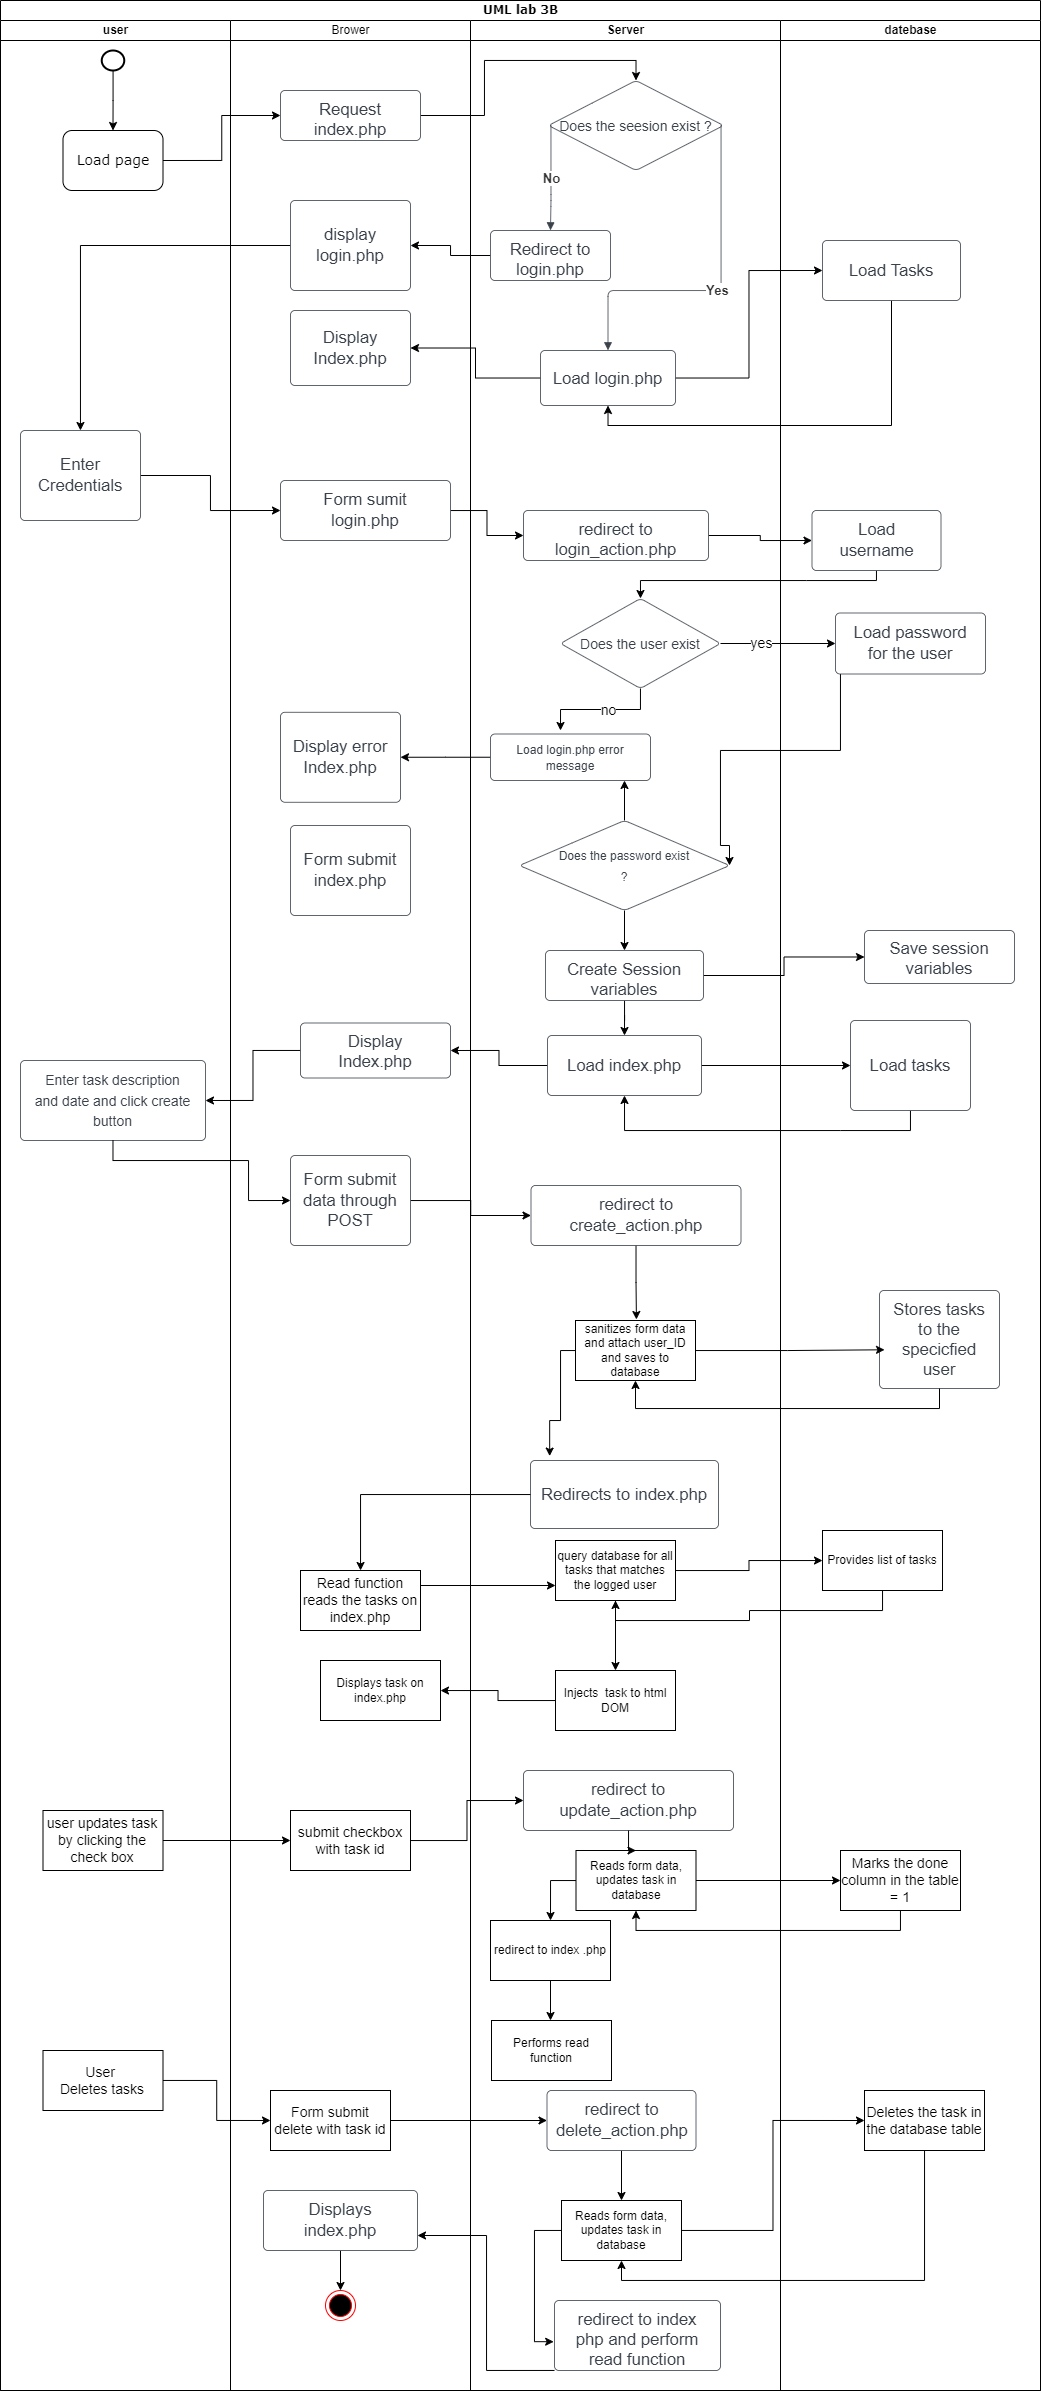 UML lab 3B
user
Brower
Server
datebase
Load page
Request
index.php
Does the seesion exist ?
No
display
login.php
Redirect to
login.php
Load Tasks
Yes
Display
Index.php
Load login.php
Enter
Credentials
Form sumit
login.php
redirect to
login_action.php
Load
username
Does the user exist
yes
Load password
for the user
no
Display error
Index.php
Load login.php error
message
Form submit
index.php
Does the password exist
?
Create Session
variables
Save session
variables
Display
Index.php
Load index.php
Load tasks
Enter task description
and date and click create
button
Form submit
data through
POST
redirect to
create_action.php
sanitizes form data
and attach user_ID
and saves to
database
Stores tasks
to the
specicfied
user
Redirects to index.php
Read function
reads the tasks on
index.php
query database for all
tasks that matches
the logged user
Provides list of tasks
Displays task on
index.php
Injects task to html
DOM
redirect to
update_action.php
user updates task
by clicking the
check box
submit checkbox
with task id
Reads form data,
updates task in
database
Marks the done
column in the table
= 1
redirect to index .php
Performs read
function
User
Deletes tasks
Form submit
delete with task id
redirect to
delete_action.php
Deletes the task in
the database table
Displays
index.php
Reads form data,
updates task in
database
redirect to index
php and perform
read function